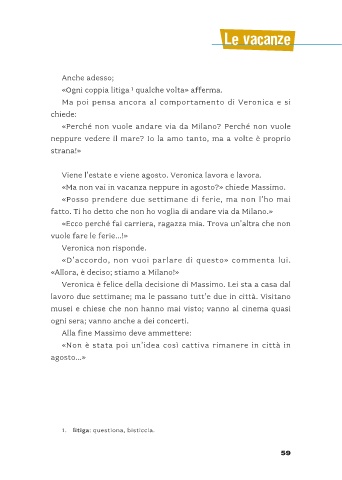 Le vacanze
Anche adesso;
«Ogni coppia litiga¹ qualche volta» afferma.
Ma poi pensa ancora al comportamento di Veronica e si
chiede:
«Perché non vuole andare via da Milano? Perché non vuole
neppure vedere il mare? Io la amo tanto, ma a volte è proprio
strana!»
Viene l'estate e viene agosto. Veronica lavora e lavora.
«Ma non vai in vacanza neppure in agosto?» chiede Massimo.
«Posso prendere due settimane di ferie, ma non l'ho mai
fatto. Ti ho detto che non ho voglia di andare via da Milano.»
«Ecco perché fai carriera, ragazza mia. Trova un'altra che non
vuole fare le ferie...!»
Veronica non risponde.
«D'accordo, non vuoi parlare di questo» commenta lui.
«Allora, è deciso; stiamo a Milano!»
Veronica è felice della decisione di Massimo. Lei sta a casa dal
lavoro due settimane; ma le passano tutt'e due in città. Visitano
musei e chiese che non hanno mai visto; vanno al cinema quasi
ogni sera; vanno anche a dei concerti.
Alla fine Massimo deve ammettere:
«Non è stata poi un'idea così cattiva rimanere in città in
agosto...»
1. litiga: questiona, bisticcia.
59